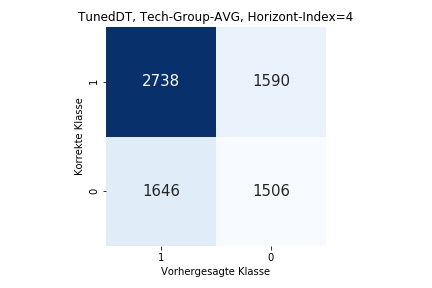 TunedDT, Tech-Group-AVG, Horizont-Index=4
Korrekte Klasse
1
2738
1590
0
1646
1506
1
0
Vorhergesagte Klasse